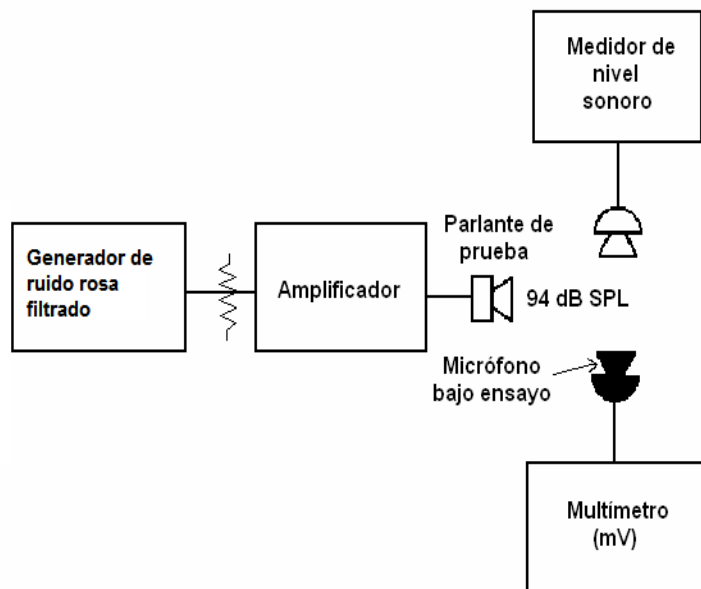 Medidor de
nivel
sonoro
Generador de
ruido rosa
filtrado
Amplificador
Parlante de
prueba
94 dB SPL
Micrófono
bajo ensayo
Multímetro
(mV)